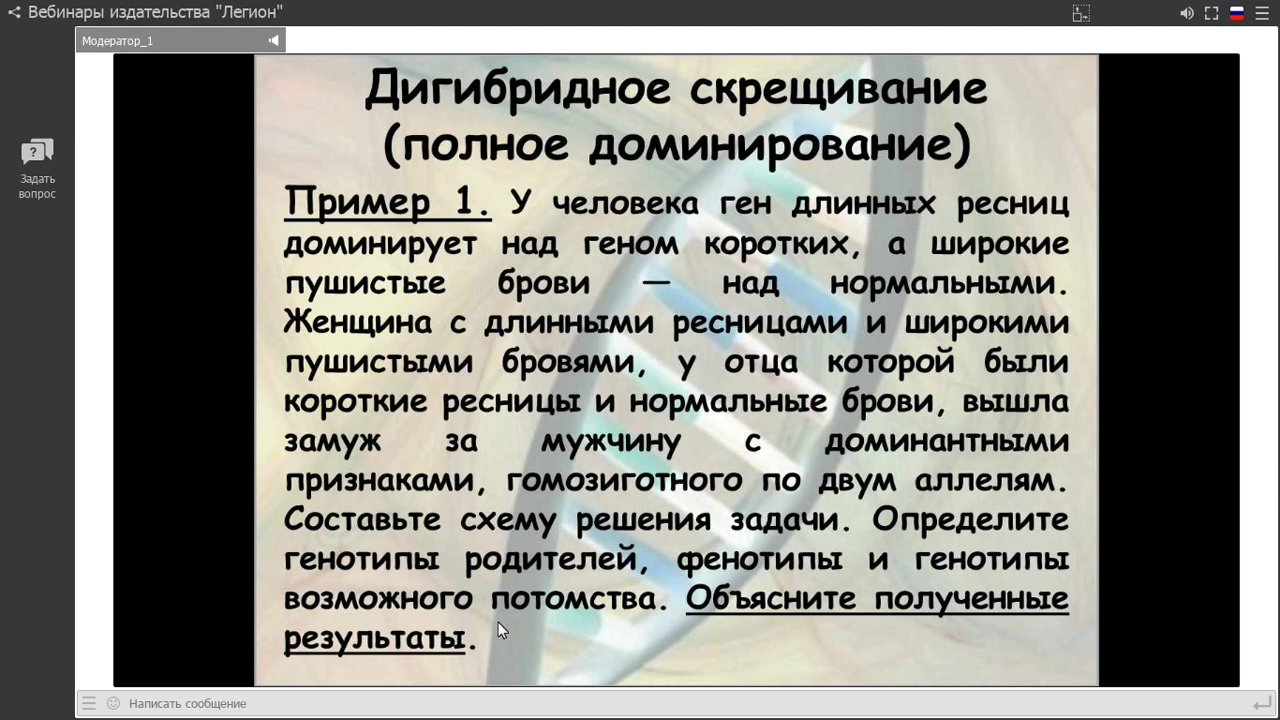 Вебинары издательства "Легион"
Модератор_1
Задать
вопрос
Дигибридное скрещивание
(полное доминирование)
Пример 1. У человека ген длинных ресниц
доминирует над геном коротких, а широкие
пушистые брови — над нормальными.
Женщина с длинными ресницами и широкими
пушистыми бровями, у отца которой были
короткие ресницы и нормальные брови, вышла
замуж за мужчину с доминантными
признаками, гомозиготного по двум аллелям.
Составьте схему решения задачи. Определите
генотипы родителей, фенотипы и генотипы
возможного потомства. Объясните полученные
результаты.
Написать сообщение